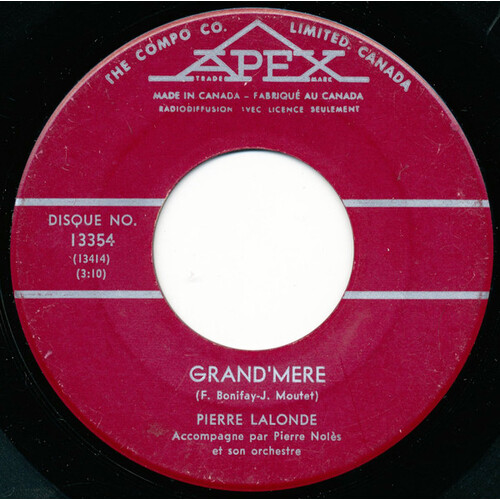 THE COMPO CO. LIMITED. CANADA
APEX
TRADE MARK
MADE IN CANADA – FABRIQUÉ AU CANADA
RADIODIFFUSION AVEC LICENCE SEULEMENT
DISQUE NO.
13354
(13414)
(3:10)
GRAND'MERE
(F. Bonifay-J. Moutet)
PIERRE LALONDE
Accompagne par Pierre Nolès
et son orchestre